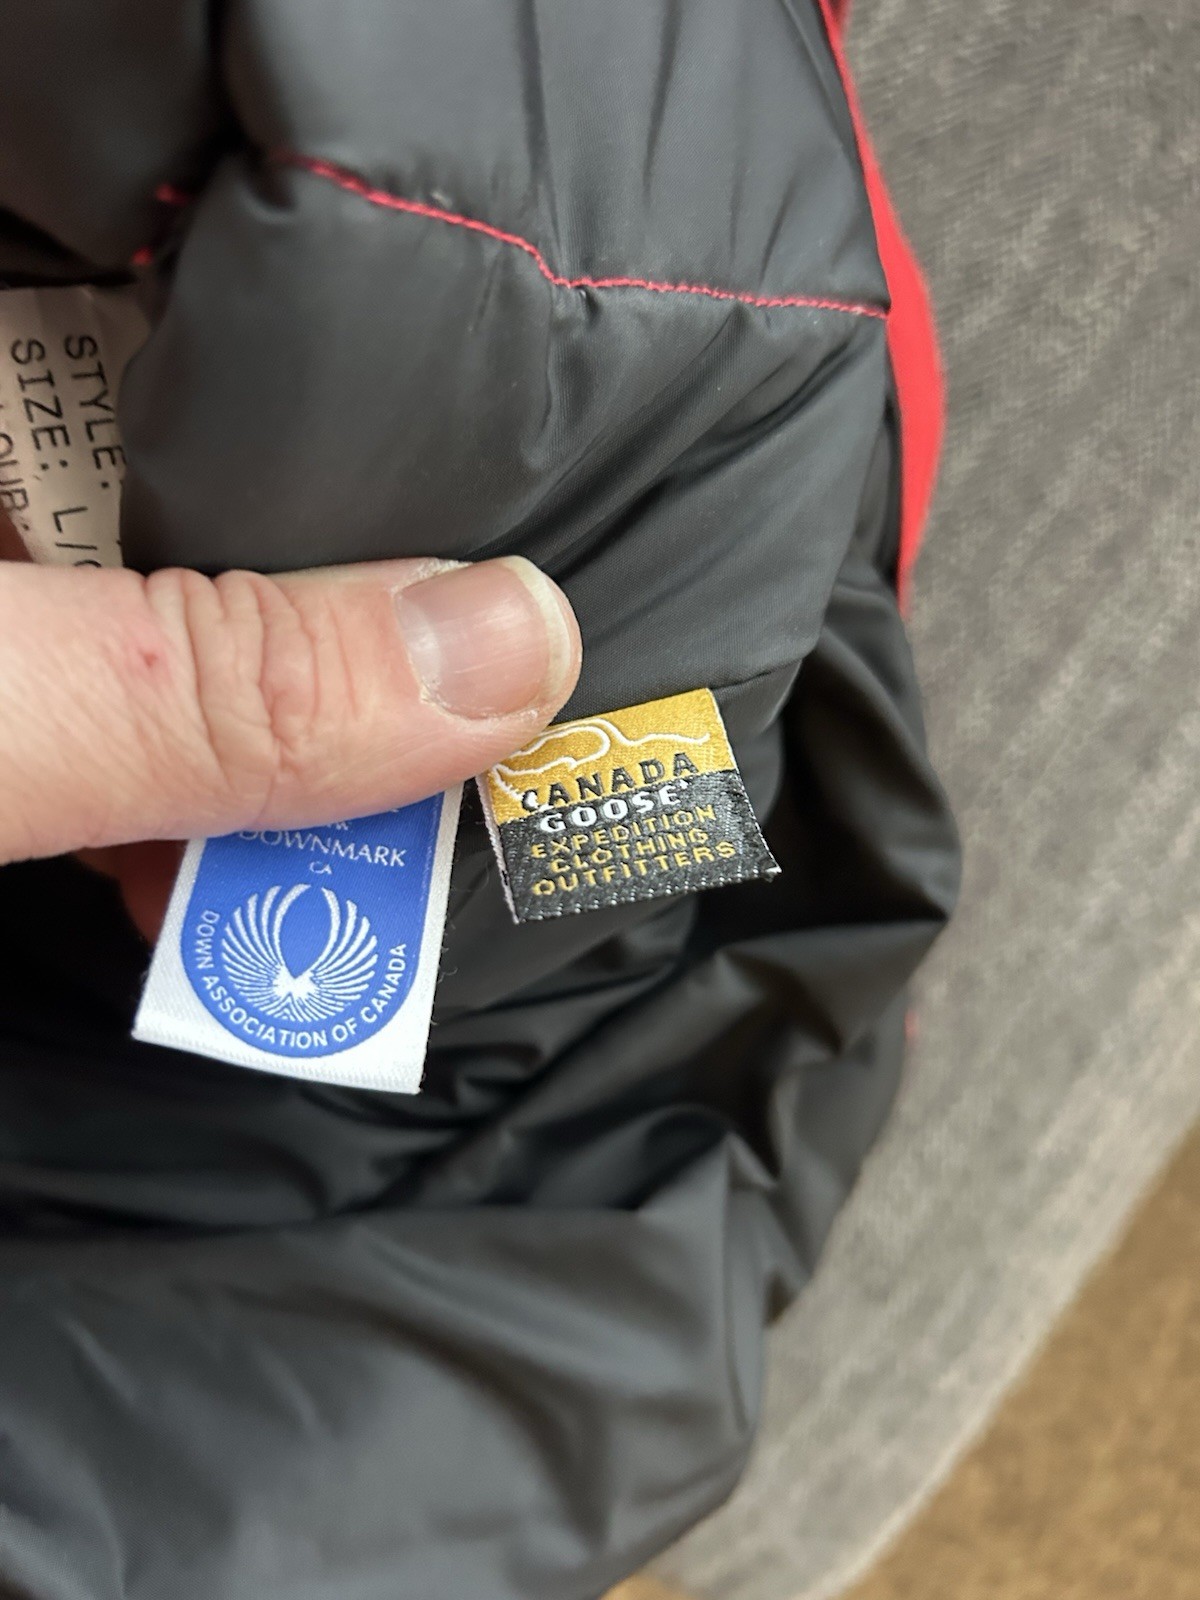 STYLE:
SIZE: L/
DOWNMARK
CA
DOWN ASSOCIATION OF CANADA
CANADA
GOOSE
EXPEDITION
CLOTHING
OUTFITTERS